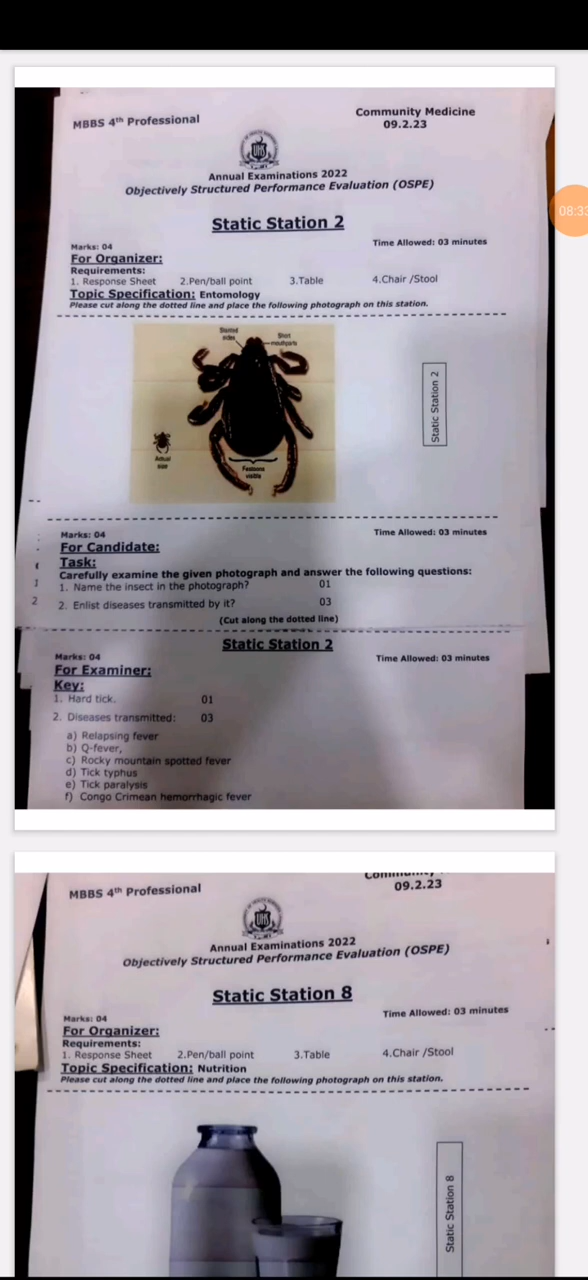 08:33
MBBS 4th Professional
Community Medicine
09.2.23
UHS
Annual Examinations 2022
Objectively Structured Performance Evaluation (OSPE)
Static Station 2
Marks: 04
Time Allowed: 03 minutes
For Organizer:
Requirements:
1. Response Sheet 2.Pen/ball point 3.Table 4.Chair /Stool
Topic Specification: Entomology
Please cut along the dotted line and place the following photograph on this station.
Slanted sides
Short mouthparts
Actual size
Festoons visible
Static Station 2
Marks: 04
Time Allowed: 03 minutes
For Candidate:
Task:
Carefully examine the given photograph and answer the following questions:
1. Name the insect in the photograph? 01
2. Enlist diseases transmitted by it? 03
(Cut along the dotted line)
1
2
Static Station 2
Marks: 04
Time Allowed: 03 minutes
For Examiner:
Key:
1. Hard tick. 01
2. Diseases transmitted: 03
a) Relapsing fever
b) Q-fever,
c) Rocky mountain spotted fever
d) Tick typhus
e) Tick paralysis
f) Congo Crimean hemorrhagic fever
MBBS 4th Professional
09.2.23
UHS
Annual Examinations 2022
Objectively Structured Performance Evaluation (OSPE)
Static Station 8
Marks: 04
Time Allowed: 03 minutes
For Organizer:
Requirements:
1. Response Sheet 2.Pen/ball point 3.Table 4.Chair /Stool
Topic Specification: Nutrition
Please cut along the dotted line and place the following photograph on this station.
Static Station 8